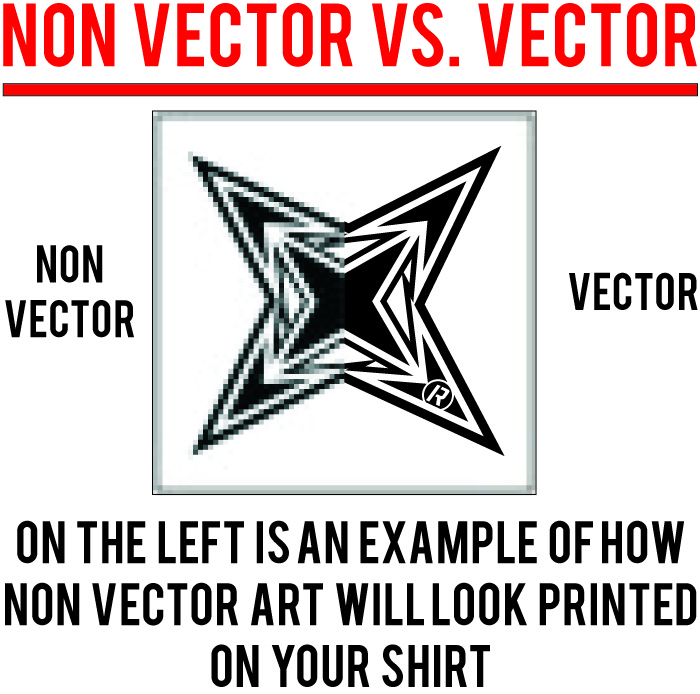 NON VECTOR VS. VECTOR
NON
VECTOR
VECTOR
®
ON THE LEFT IS AN EXAMPLE OF HOW
NON VECTOR ART WILL LOOK PRINTED
ON YOUR SHIRT